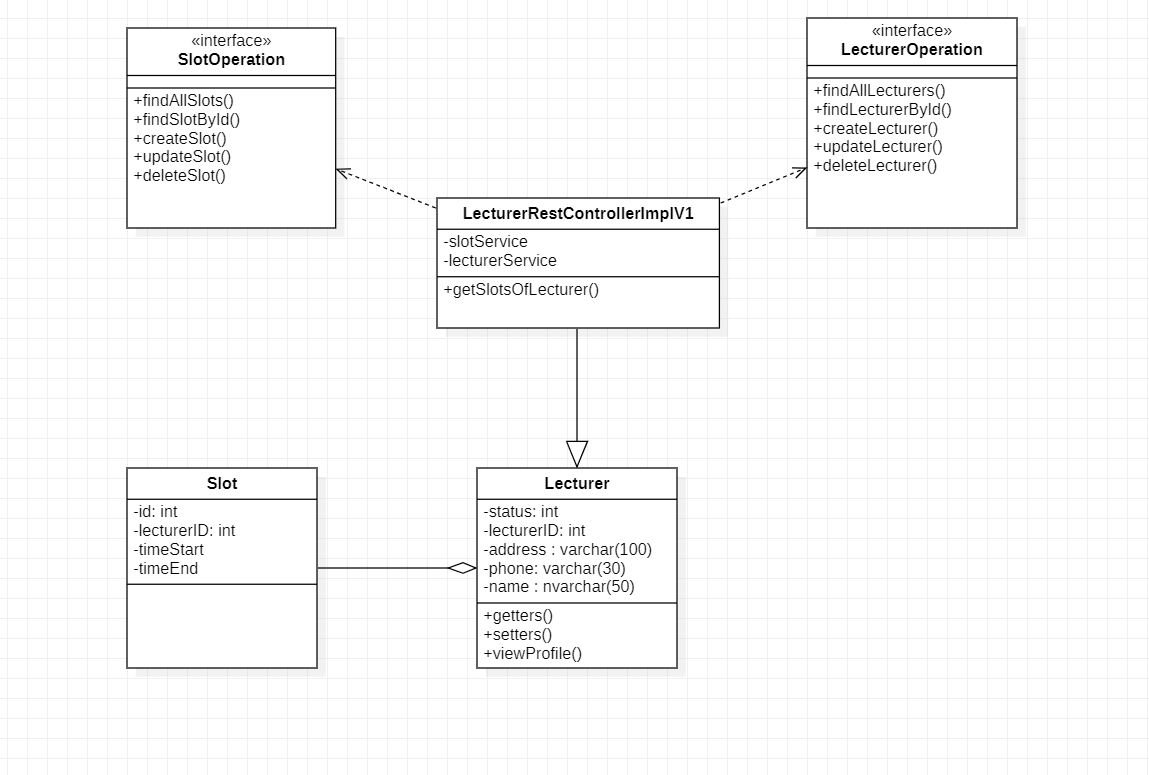 «interface»
SlotOperation
+findAllSlots()
+findSlotById()
+createSlot()
+updateSlot()
+deleteSlot()
«interface»
LecturerOperation
+findAllLecturers()
+findLecturerById()
+createLecturer()
+updateLecturer()
+deleteLecturer()
LecturerRestControllerImplV1
-slotService
-lecturerService
+getSlotsOfLecturer()
Slot
-id: int
-lecturerID: int
-timeStart
-timeEnd
Lecturer
-status: int
-lecturerID: int
-address : varchar(100)
-phone: varchar(30)
-name : nvarchar(50)
+getters()
+setters()
+viewProfile()